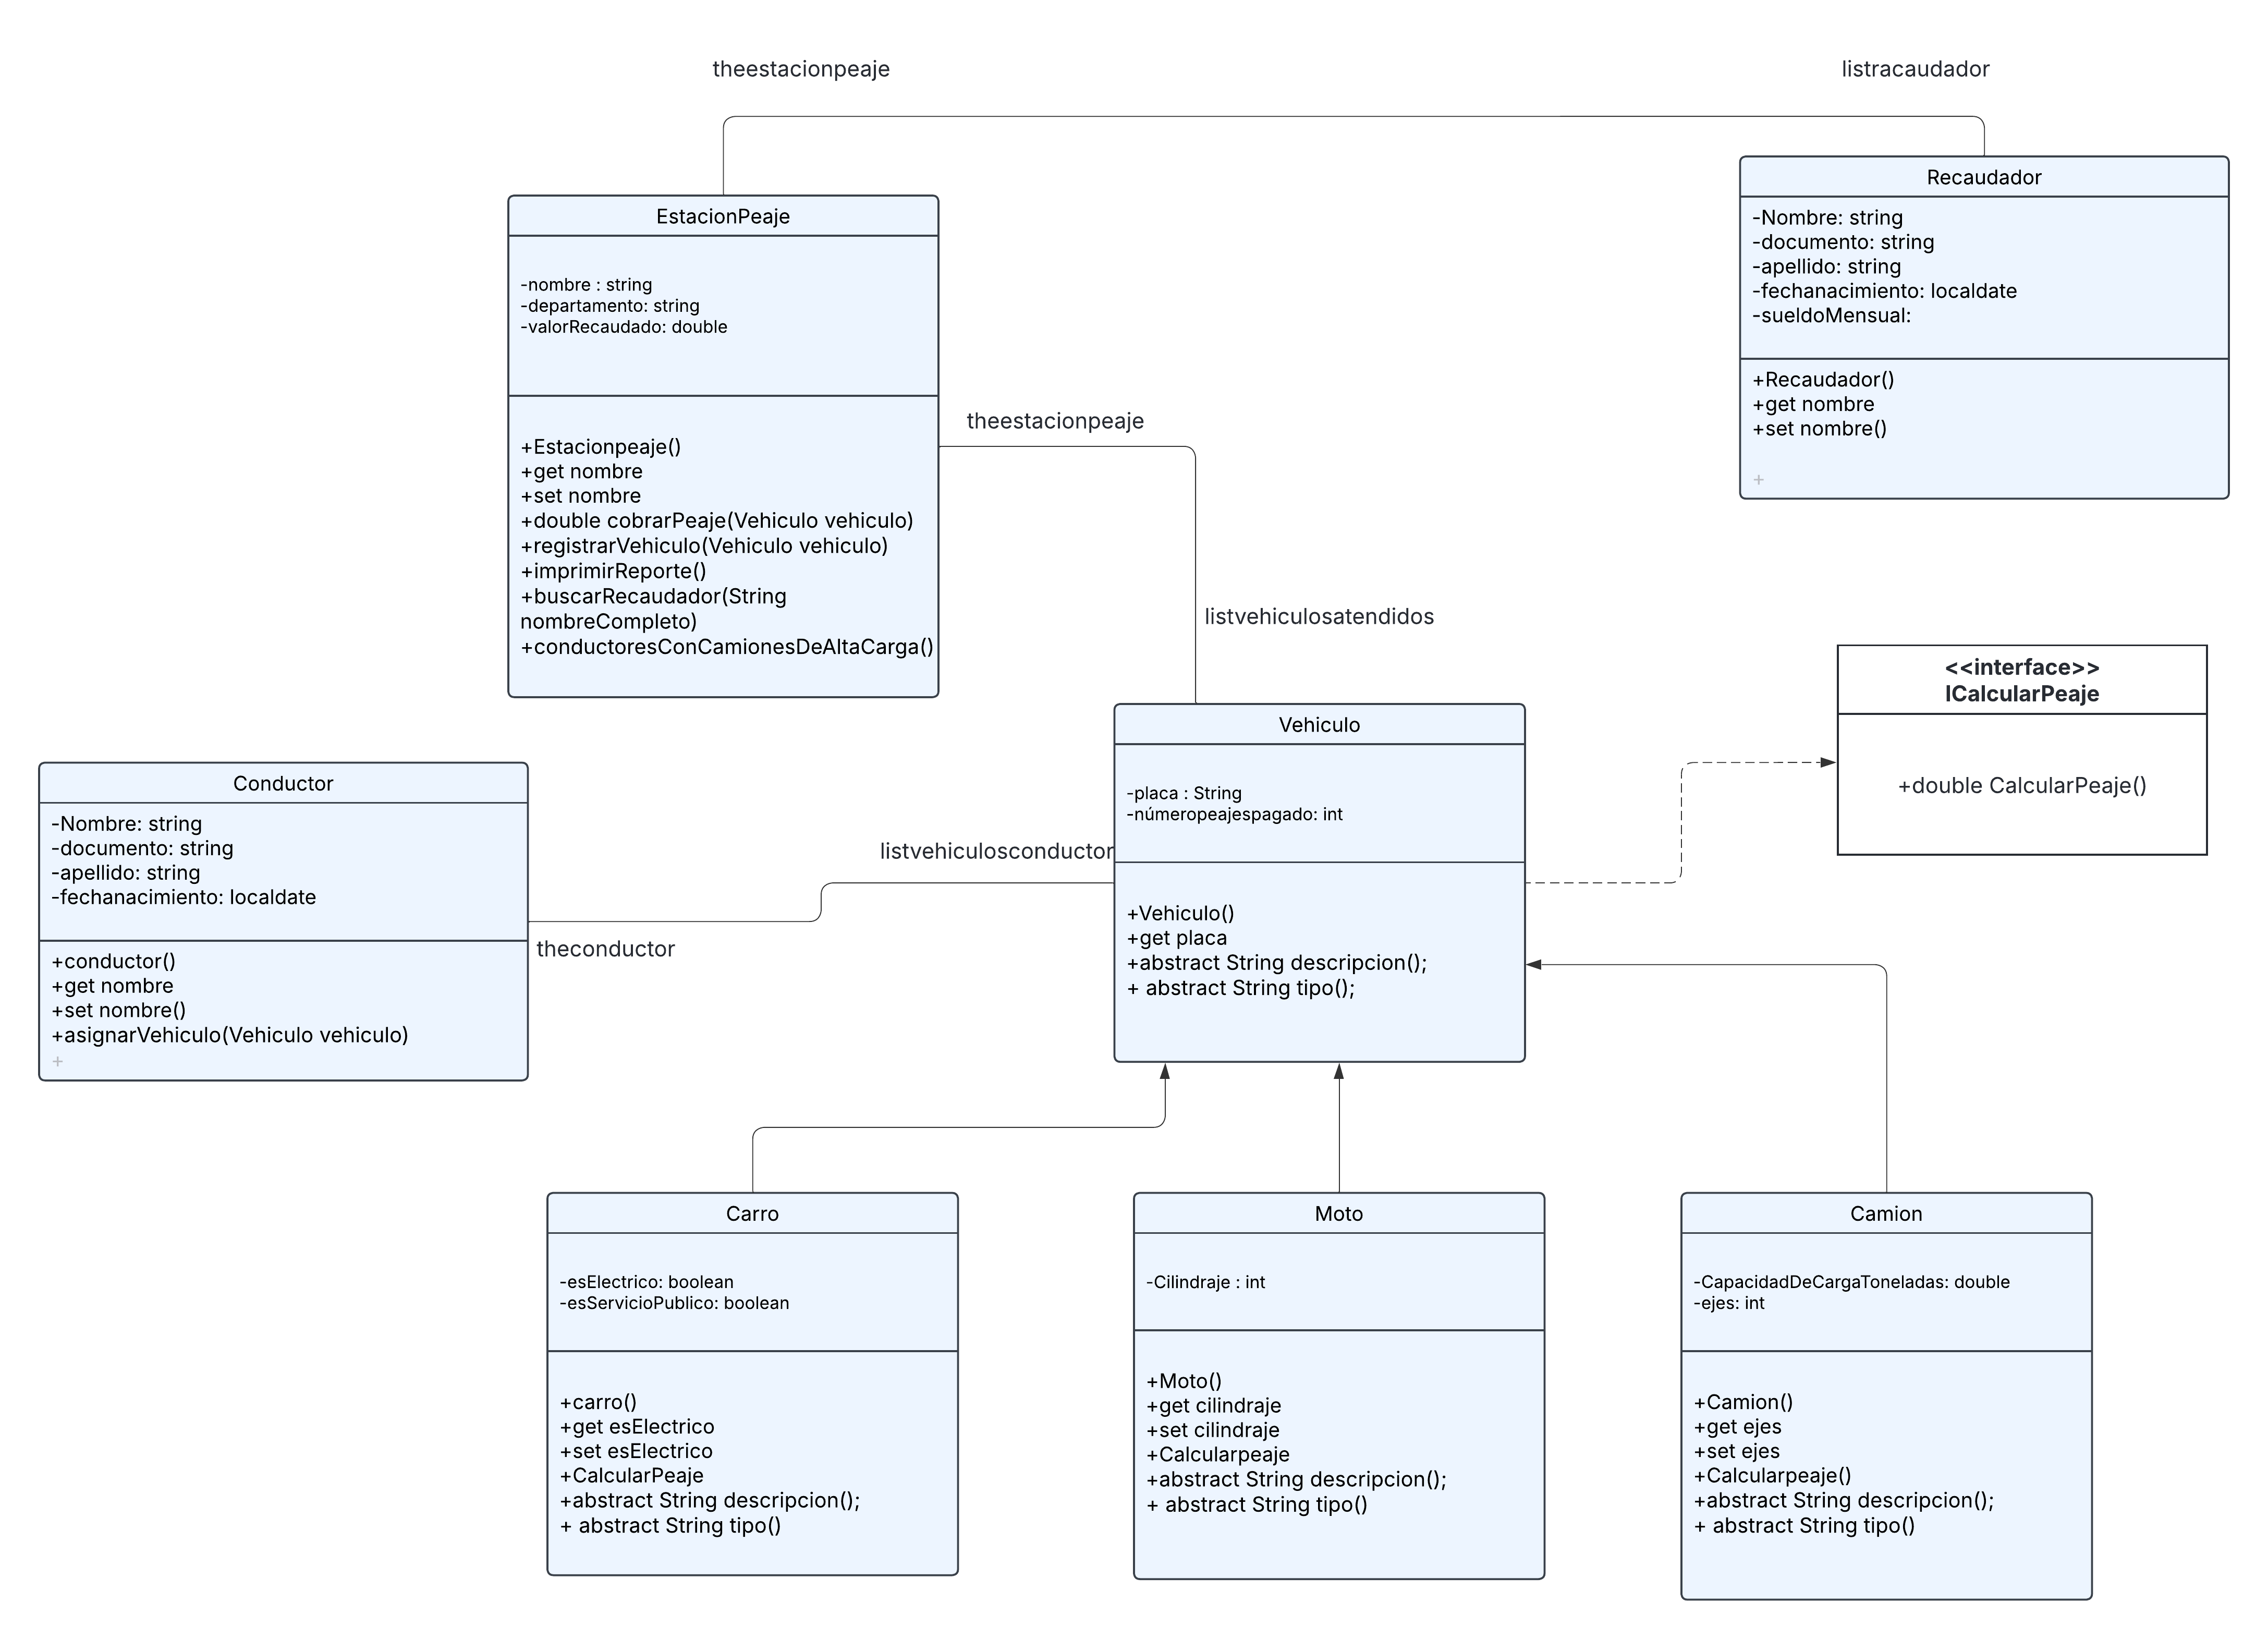 theestacionpeaje
listracaudador
EstacionPeaje
-nombre : string
-departamento: string
-valorRecaudado: double
+Estacionpeaje()
+get nombre
+set nombre
+double cobrarPeaje(Vehiculo vehiculo)
+registrarVehiculo(Vehiculo vehiculo)
+imprimirReporte()
+buscarRecaudador(String
nombreCompleto)
+conductoresConCamionesDeAltaCarga()
Recaudador
-Nombre: string
-documento: string
-apellido: string
-fechanacimiento: localdate
-sueldoMensual:
+Recaudador()
+get nombre
+set nombre()
+
theestacionpeaje
listvehiculosatendidos
<<interface>>
ICalcularPeaje
+double CalcularPeaje()
Conductor
-Nombre: string
-documento: string
-apellido: string
-fechanacimiento: localdate
+conductor()
+get nombre
+set nombre()
+asignarVehiculo(Vehiculo vehiculo)
+
listvehiculosconductor
theconductor
Vehiculo
-placa : String
-númeropeajespagado: int
+Vehiculo()
+get placa
+abstract String descripcion();
+ abstract String tipo();
Carro
-esElectrico: boolean
-esServicioPublico: boolean
+carro()
+get esElectrico
+set esElectrico
+CalcularPeaje
+abstract String descripcion();
+ abstract String tipo()
Moto
-Cilindraje : int
+Moto()
+get cilindraje
+set cilindraje
+Calcularpeaje
+abstract String descripcion();
+ abstract String tipo()
Camion
-CapacidadDeCargaToneladas: double
-ejes: int
+Camion()
+get ejes
+set ejes
+Calcularpeaje()
+abstract String descripcion();
+ abstract String tipo()